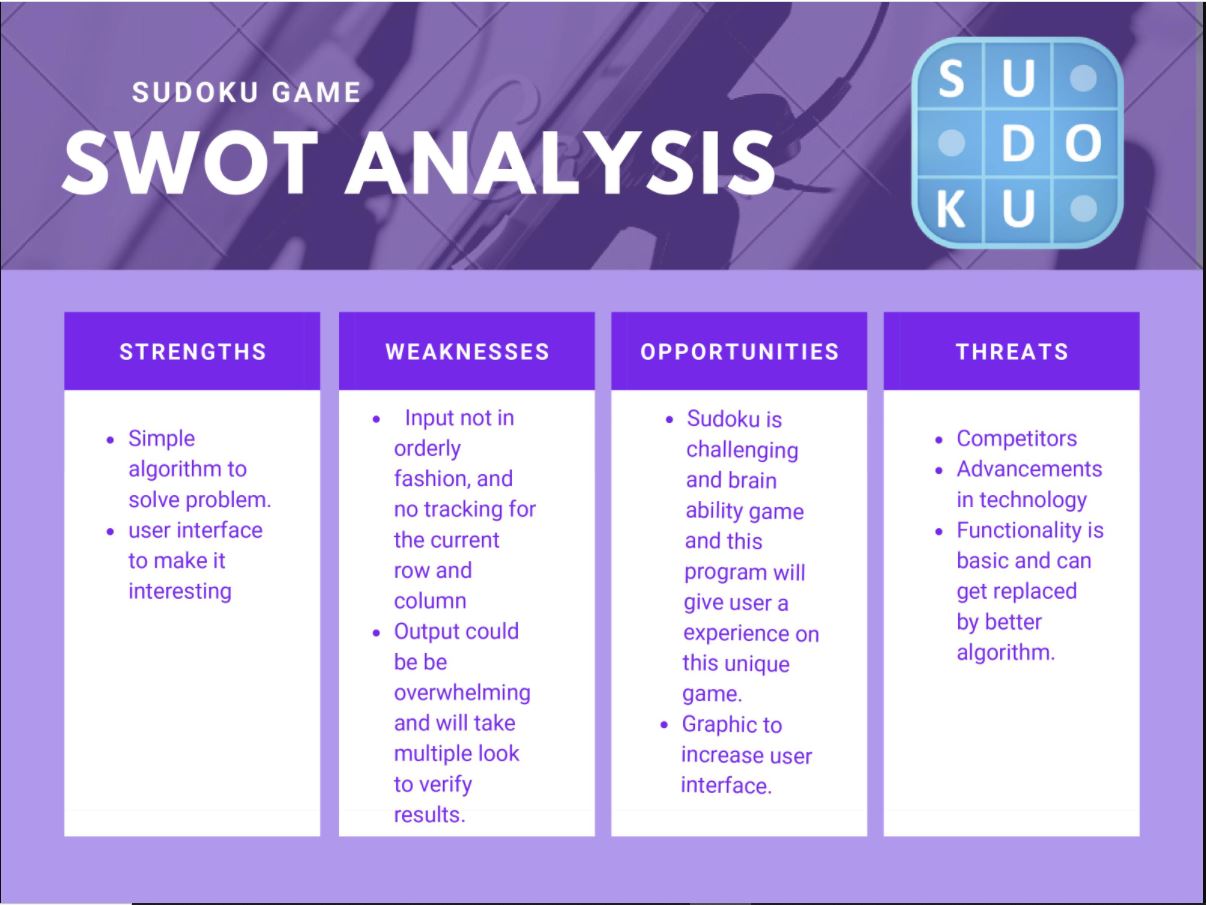 SUDOKU GAME
SWOT ANALYSIS
S U
D O
K U
STRENGTHS
• Simple
algorithm to
solve problem.
• user interface
to make it
interesting
WEAKNESSES
• Input not in
orderly
fashion, and
no tracking for
the current
row and
column
• Output could
be be
overwhelming
and will take
multiple look
to verify
results.
OPPORTUNITIES
• Sudoku is
challenging
and brain
ability game
and this
program will
give user a
experience on
this unique
game.
• Graphic to
increase user
interface.
THREATS
• Competitors
• Advancements
in technology
• Functionality is
basic and can
get replaced
by better
algorithm.